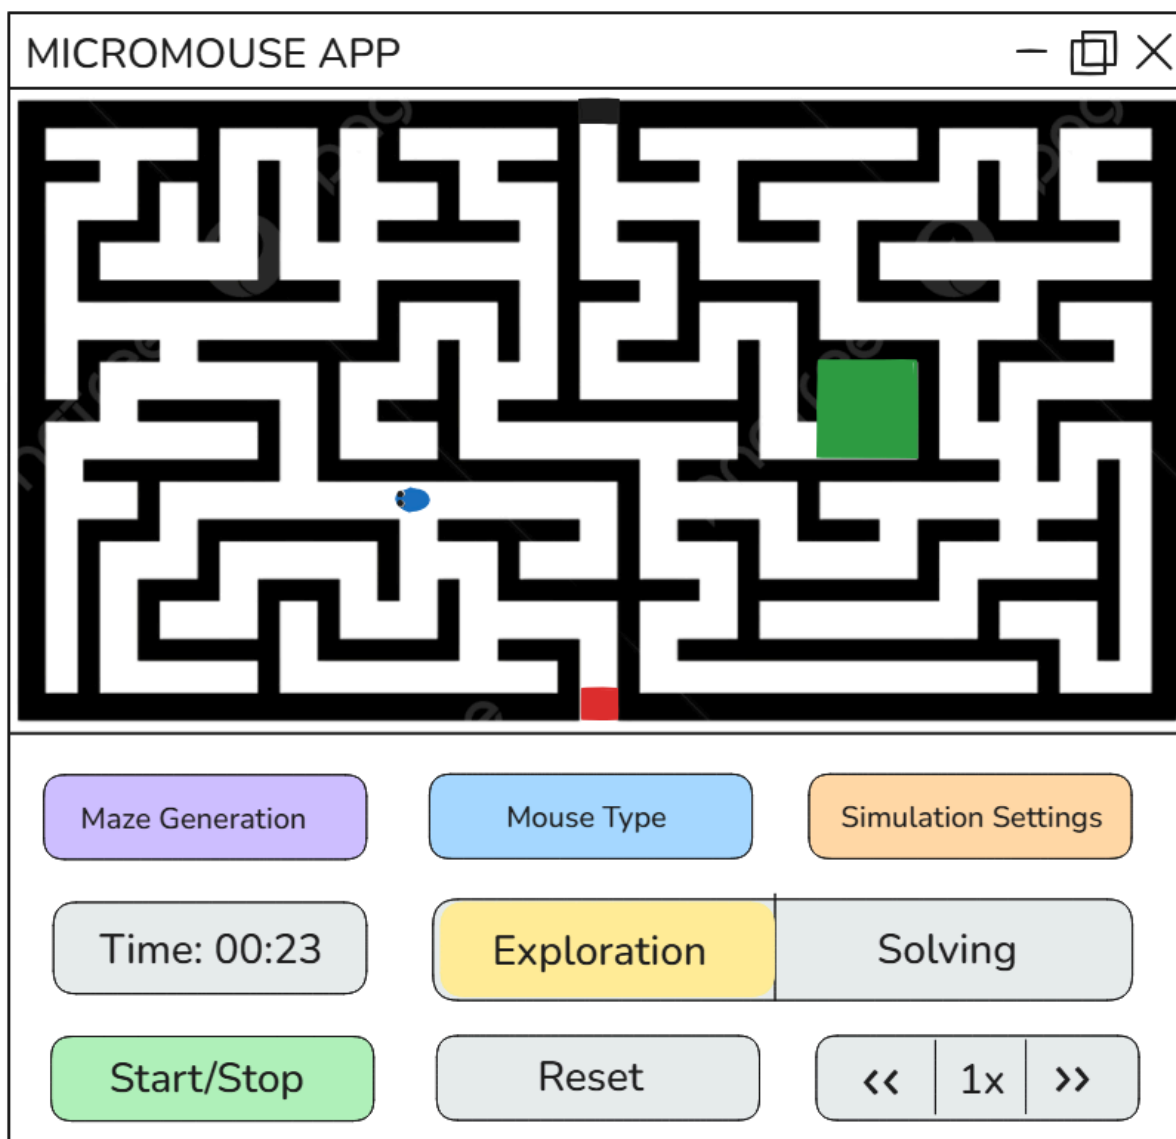 MICROMOUSE APP
Maze Generation
Mouse Type
Simulation Settings
Time: 00:23
Exploration
Solving
Start/Stop
Reset
<<
1x
>>